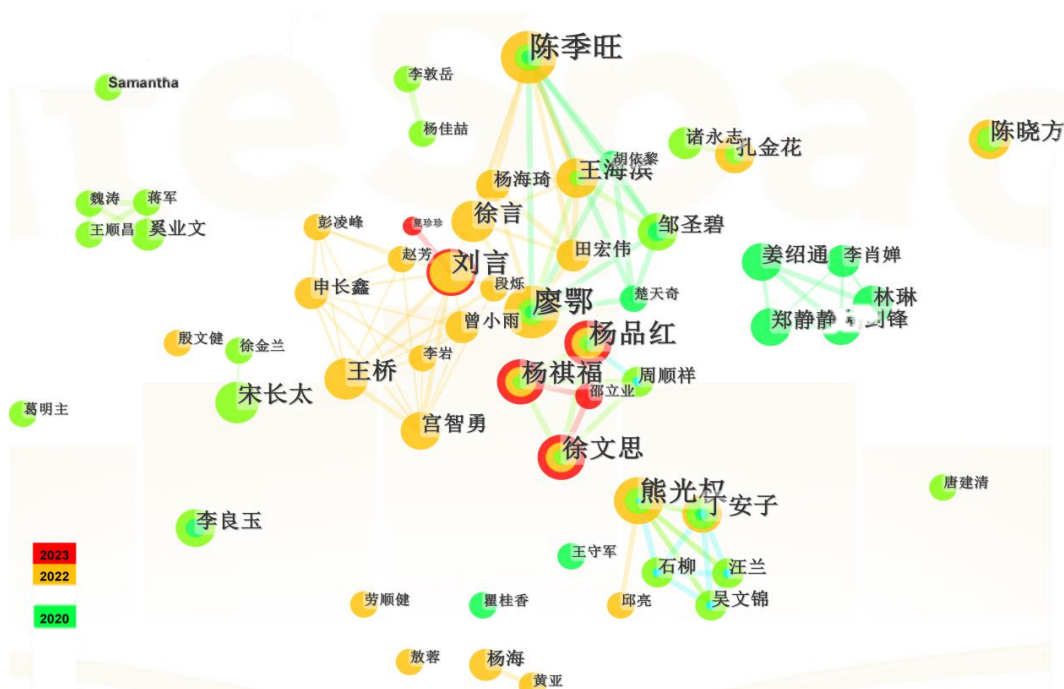 陈季旺
李敦岳
Samantha
杨佳喆
诸永志
孔金花
陈晓方
胡依黎
王海滨
杨海琦
魏涛
蒋军
王顺昌
奚业文
彭凌峰
夏珍珍
徐言
邹圣碧
赵芳
刘言
田宏伟
姜绍通
李肖婵
申长鑫
段烁
廖鄂
楚天奇
林琳
曾小雨
郑静静
锋
殷文健
徐金兰
李岩
杨品红
王桥
杨祺福
周顺祥
宋长太
邵立业
葛明主
宫智勇
徐文思
熊光权
丁安子
唐建清
李良玉
王守军
石柳
汪兰
2023
2022
劳顺健
瞿桂香
邱亮
吴文锦
2020
敖蓉
杨海
黄亚